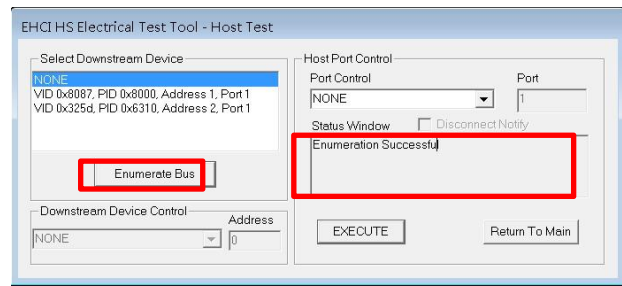 EHCI HS Electrical Test Tool - Host Test
Select Downstream Device
NONE
VID 0x8087, PID 0x8000, Address 1, Port 1
VID 0x325d, PID 0x6310, Address 2, Port 1
Enumerate Bus
Downstream Device Control
Address
NONE
0
Host Port Control
Port Control
Port
NONE
1
Status Window
Disconnect Notify
Enumeration Successful
EXECUTE
Return To Main